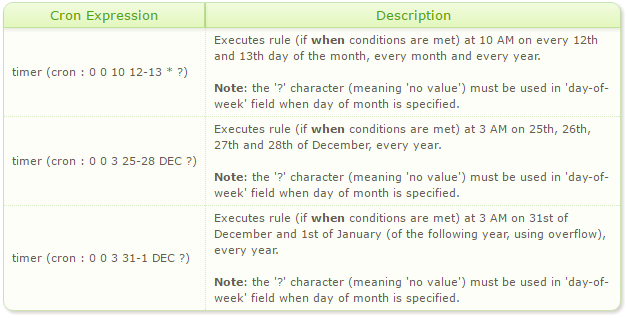 Cron Expression
Description
timer (cron : 0 0 10 12-13 * ?)
Executes rule (if when conditions are met) at 10 AM on every 12th
and 13th day of the month, every month and every year.
Note: the '?' character (meaning 'no value') must be used in 'day-of-
week' field when day of month is specified.
timer (cron : 0 0 3 25-28 DEC ?)
Executes rule (if when conditions are met) at 3 AM on 25th, 26th,
27th and 28th of December, every year.
Note: the '?' character (meaning 'no value') must be used in 'day-of-
week' field when day of month is specified.
timer (cron : 0 0 3 31-1 DEC ?)
Executes rule (if when conditions are met) at 3 AM on 31st of
December and 1st of January (of the following year, using overflow),
every year.
Note: the '?' character (meaning 'no value') must be used in 'day-of-
week' field when day of month is specified.